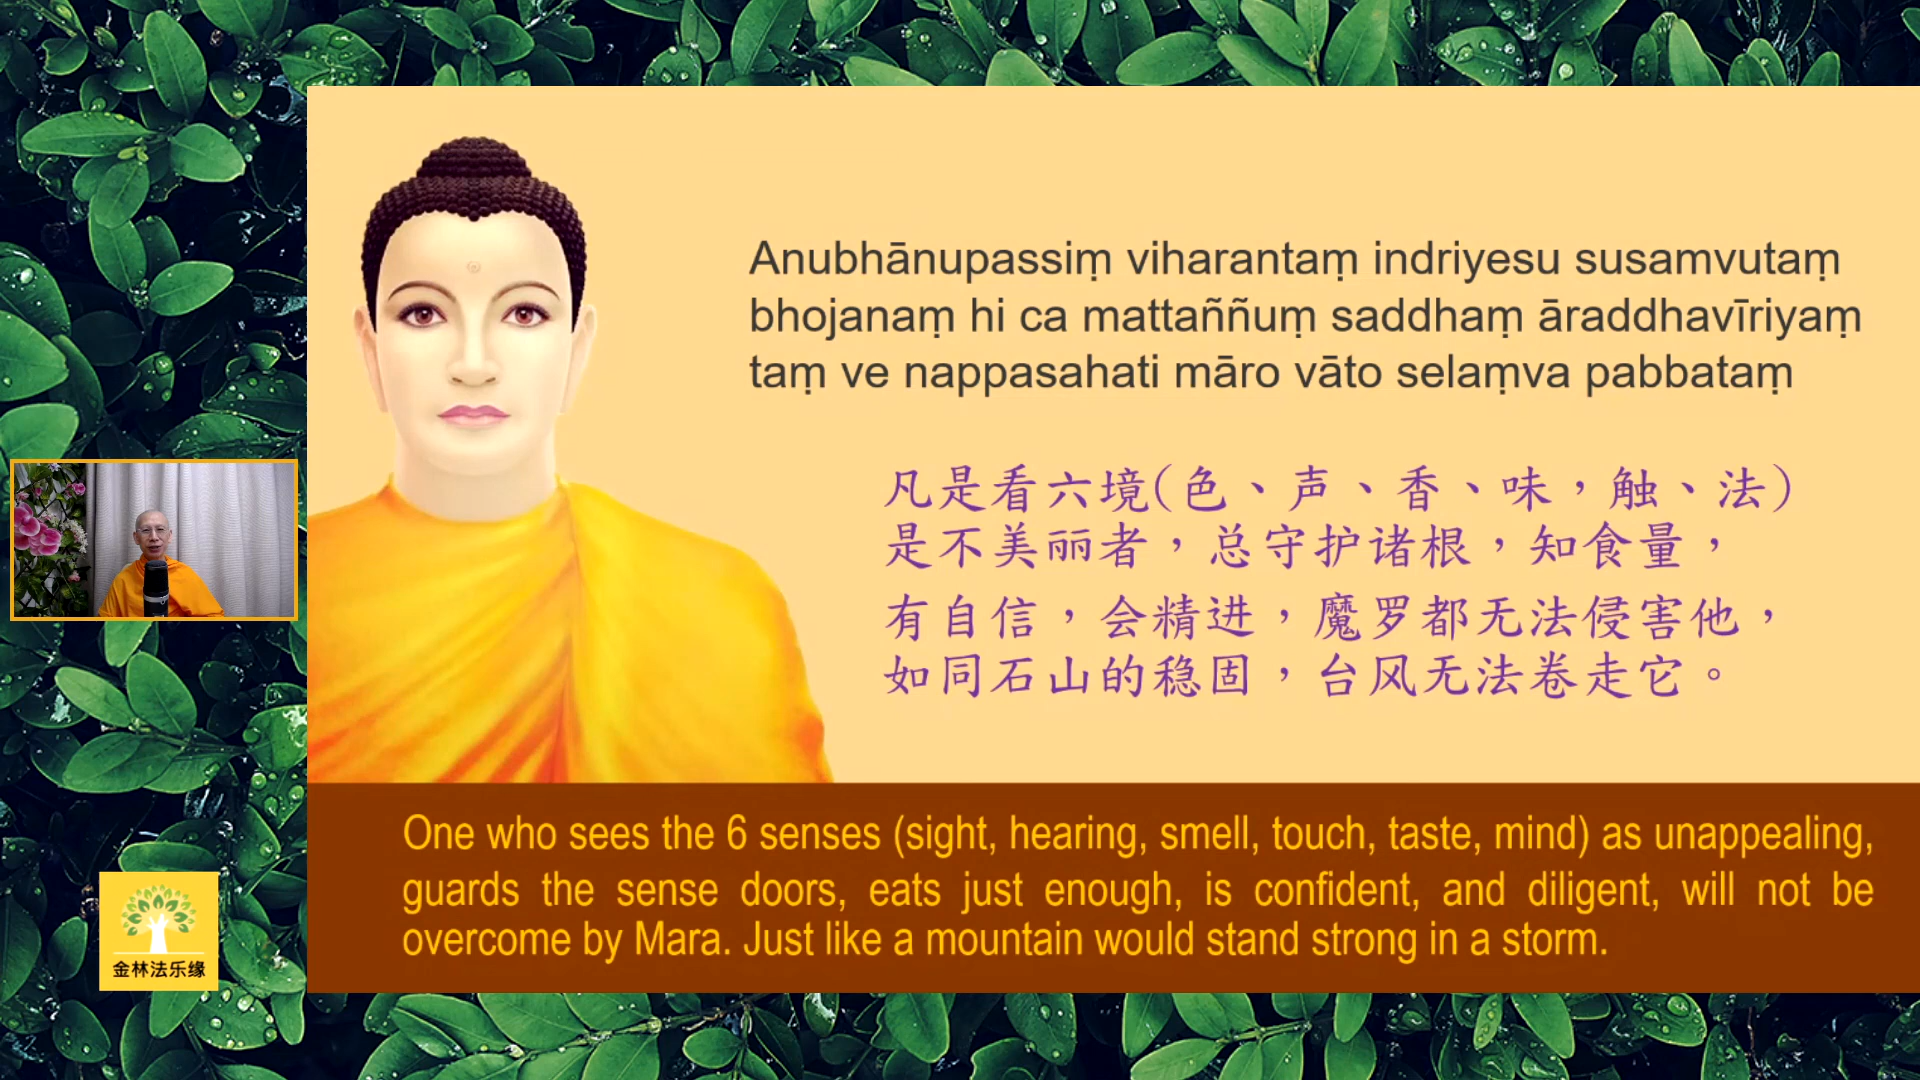 Anubhānupassiṃ viharantaṃ indriyesu susamvutaṃ
bhojanaṃ hi ca mattaññuṃ saddhaṃ āraddhavīriyaṃ
taṃ ve nappasahati māro vāto selaṃva pabbataṃ
凡是看六境(色、声、香、味，触、法)
是不美丽者，总守护诸根，知食量，
有自信，会精进，魔罗都无法侵害他，
如同石山的稳固，台风无法卷走它。
One who sees the 6 senses (sight, hearing, smell, touch, taste, mind) as unappealing,
guards the sense doors, eats just enough, is confident, and diligent, will not be
overcome by Mara. Just like a mountain would stand strong in a storm.
金林法乐缘